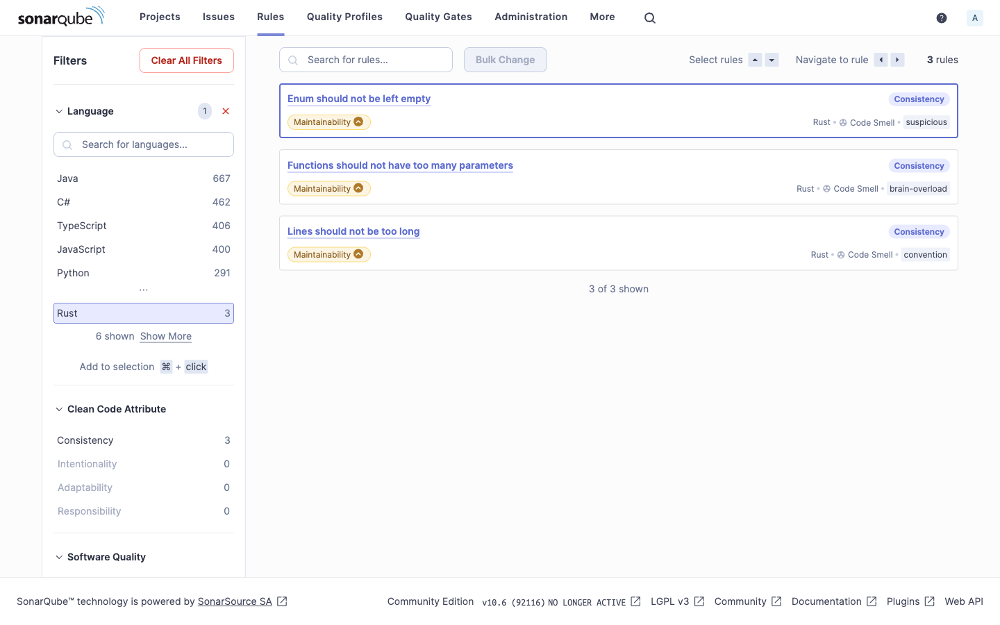 sonarqube Projects Issues Rules Quality Profiles Quality Gates Administration More ? A
Filters Clear All Filters
Language 1
Search for languages...
Java 667
C# 462
TypeScript 406
JavaScript 400
Python 291
...
Rust 3
6 shown Show More
Add to selection ⌘ + click
Clean Code Attribute
Consistency 3
Intentionality 0
Adaptability 0
Responsibility 0
Software Quality
Search for rules... Bulk Change Select rules Navigate to rule 3 rules
Enum should not be left empty Consistency
Maintainability Rust • Code Smell • suspicious
Functions should not have too many parameters Consistency
Maintainability Rust • Code Smell • brain-overload
Lines should not be too long Consistency
Maintainability Rust • Code Smell • convention
3 of 3 shown
SonarQube™ technology is powered by SonarSource SA Community Edition v10.6 (92116) NO LONGER ACTIVE LGPL v3 Community Documentation Plugins Web API